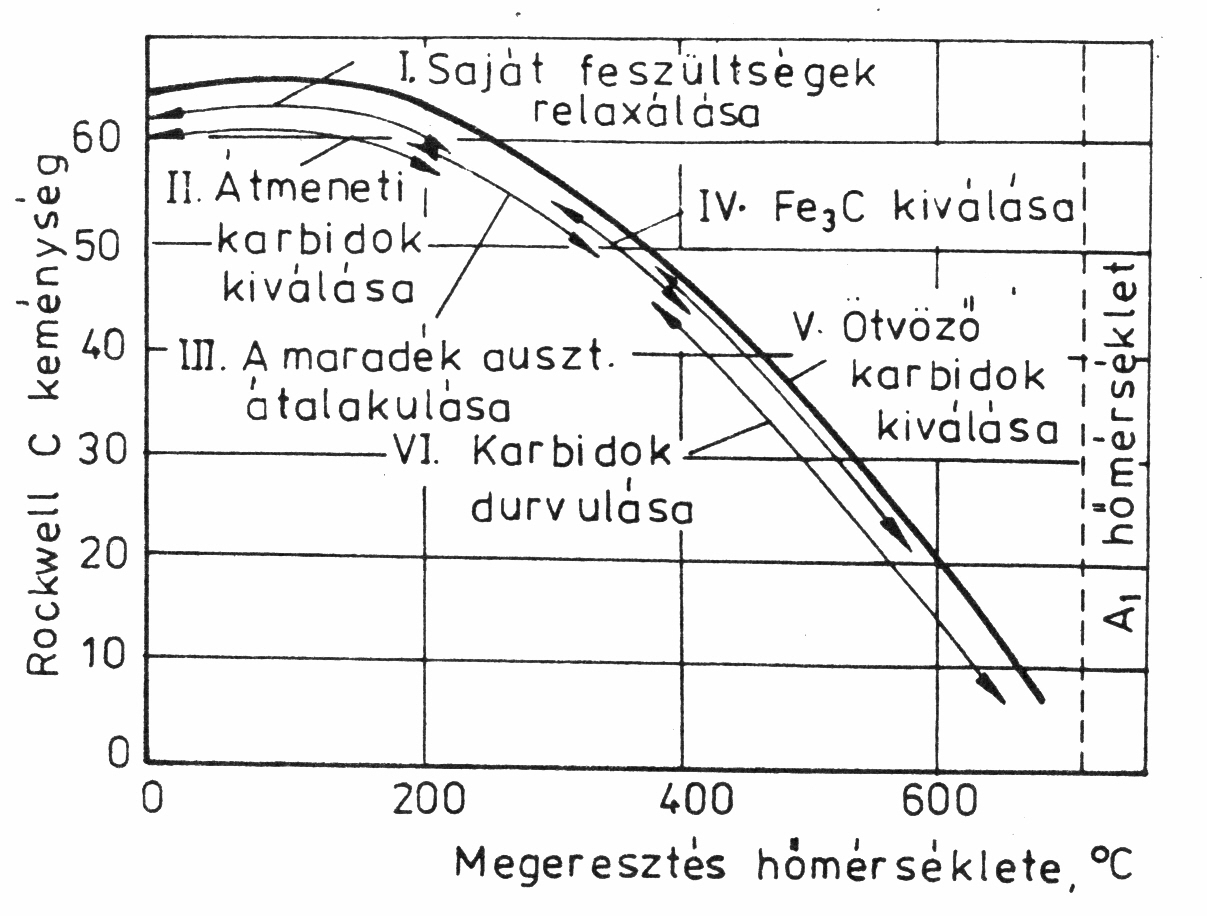 I. Saját feszültségek
relaxálása
II. Átmeneti
karbidok
kiválása
IV. Fe₃C kiválása
III. A maradék auszt.
átalakulása
V. Ötvöző
karbidok
kiválása
VI. Karbidok
durvulása
A₁ hőmérséklet
Rockwell C keménység
60
50
40
30
20
10
0
0 200 400 600
Megeresztés hőmérséklete, °C